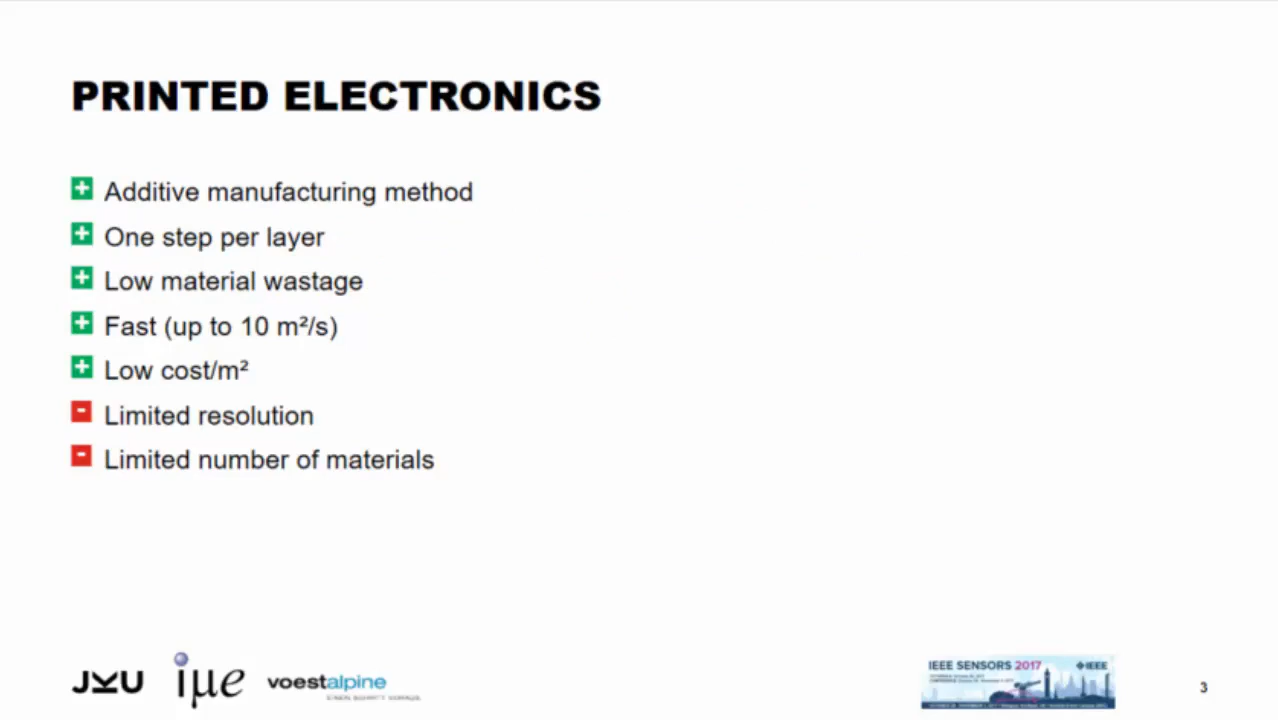 PRINTED ELECTRONICS
+ Additive manufacturing method
+ One step per layer
+ Low material wastage
+ Fast (up to 10 m²/s)
+ Low cost/m²
- Limited resolution
- Limited number of materials
JKU iμe voestalpine
IEEE SENSORS 2017 IEEE
3